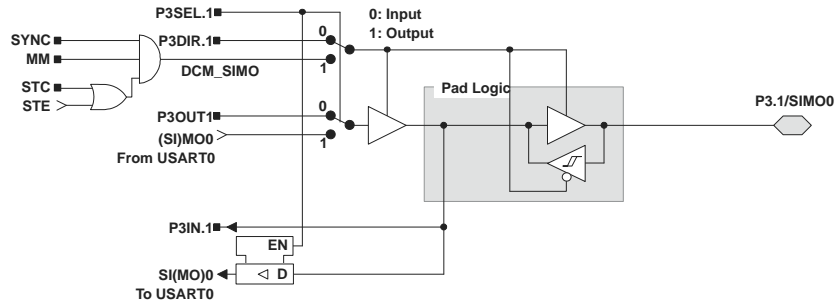 P3SEL.1
0: Input
1: Output
SYNC
P3DIR.1
0
MM
DCM_SIMO
1
STC
STE
Pad Logic
P3OUT1
0
P3.1/SIMO0
(SI)MO0
1
From USART0
P3IN.1
EN
SI(MO)0
D
To USART0